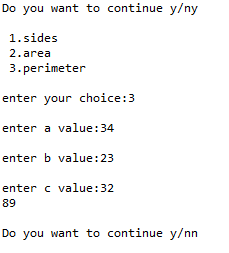 Do you want to continue y/ny
1.sides
2.area
3.perimeter
enter your choice:3
enter a value:34
enter b value:23
enter c value:32
89
Do you want to continue y/nn